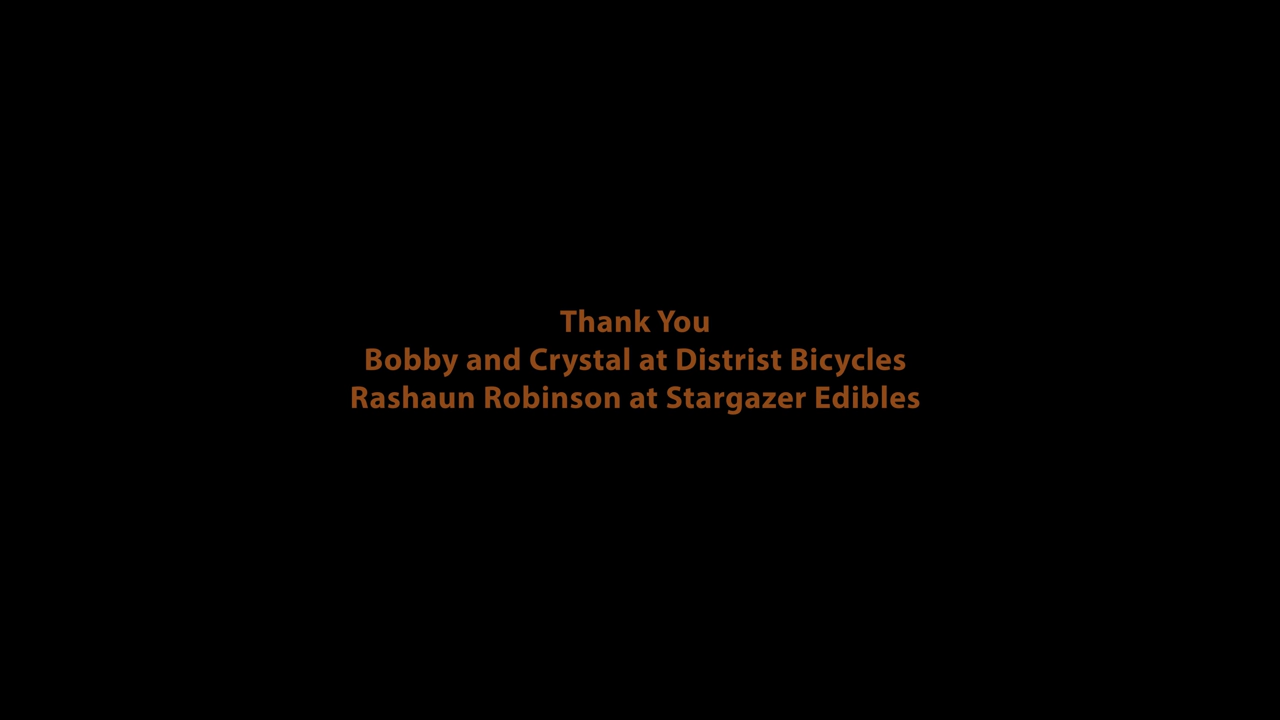 Thank You
Bobby and Crystal at Distrist Bicycles
Rashaun Robinson at Stargazer Edibles